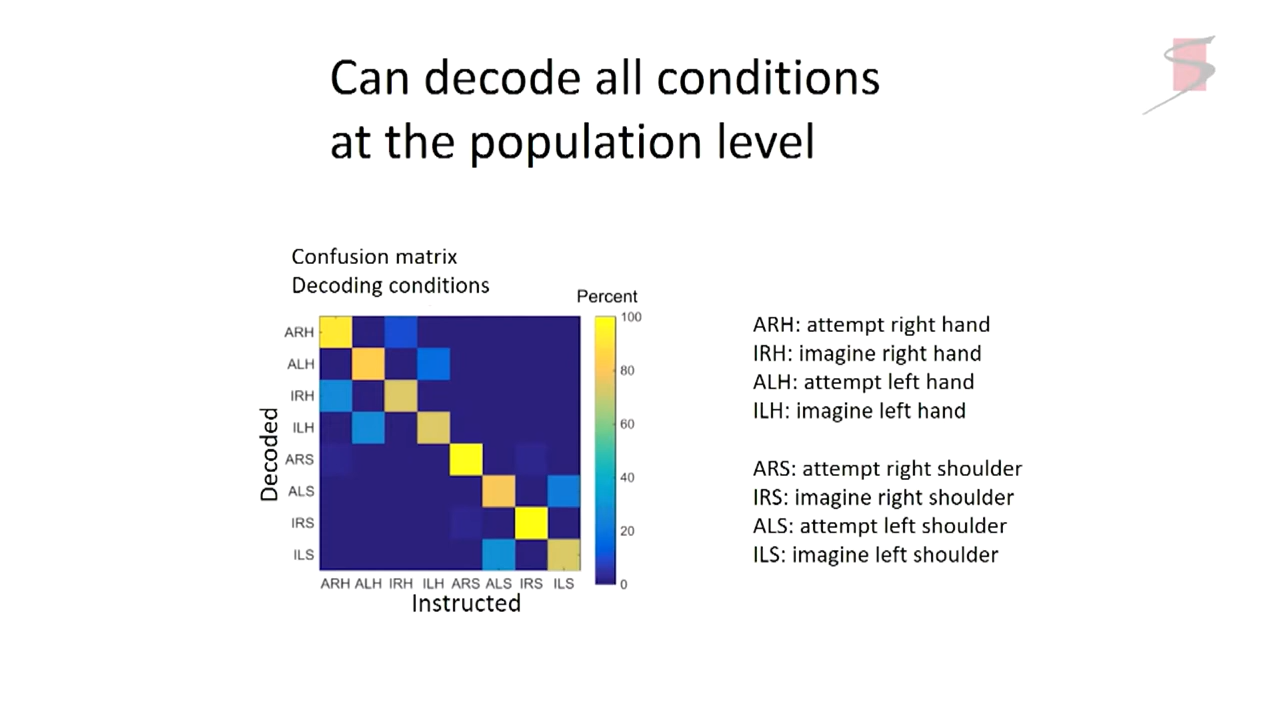 Can decode all conditions
at the population level
Confusion matrix
Decoding conditions
Percent
ARH
ALH
IRH
ILH
ARS
ALS
IRS
ILS
Decoded
ARH ALH IRH ILH ARS ALS IRS ILS
Instructed
100
80
60
40
20
0
ARH: attempt right hand
IRH: imagine right hand
ALH: attempt left hand
ILH: imagine left hand
ARS: attempt right shoulder
IRS: imagine right shoulder
ALS: attempt left shoulder
ILS: imagine left shoulder